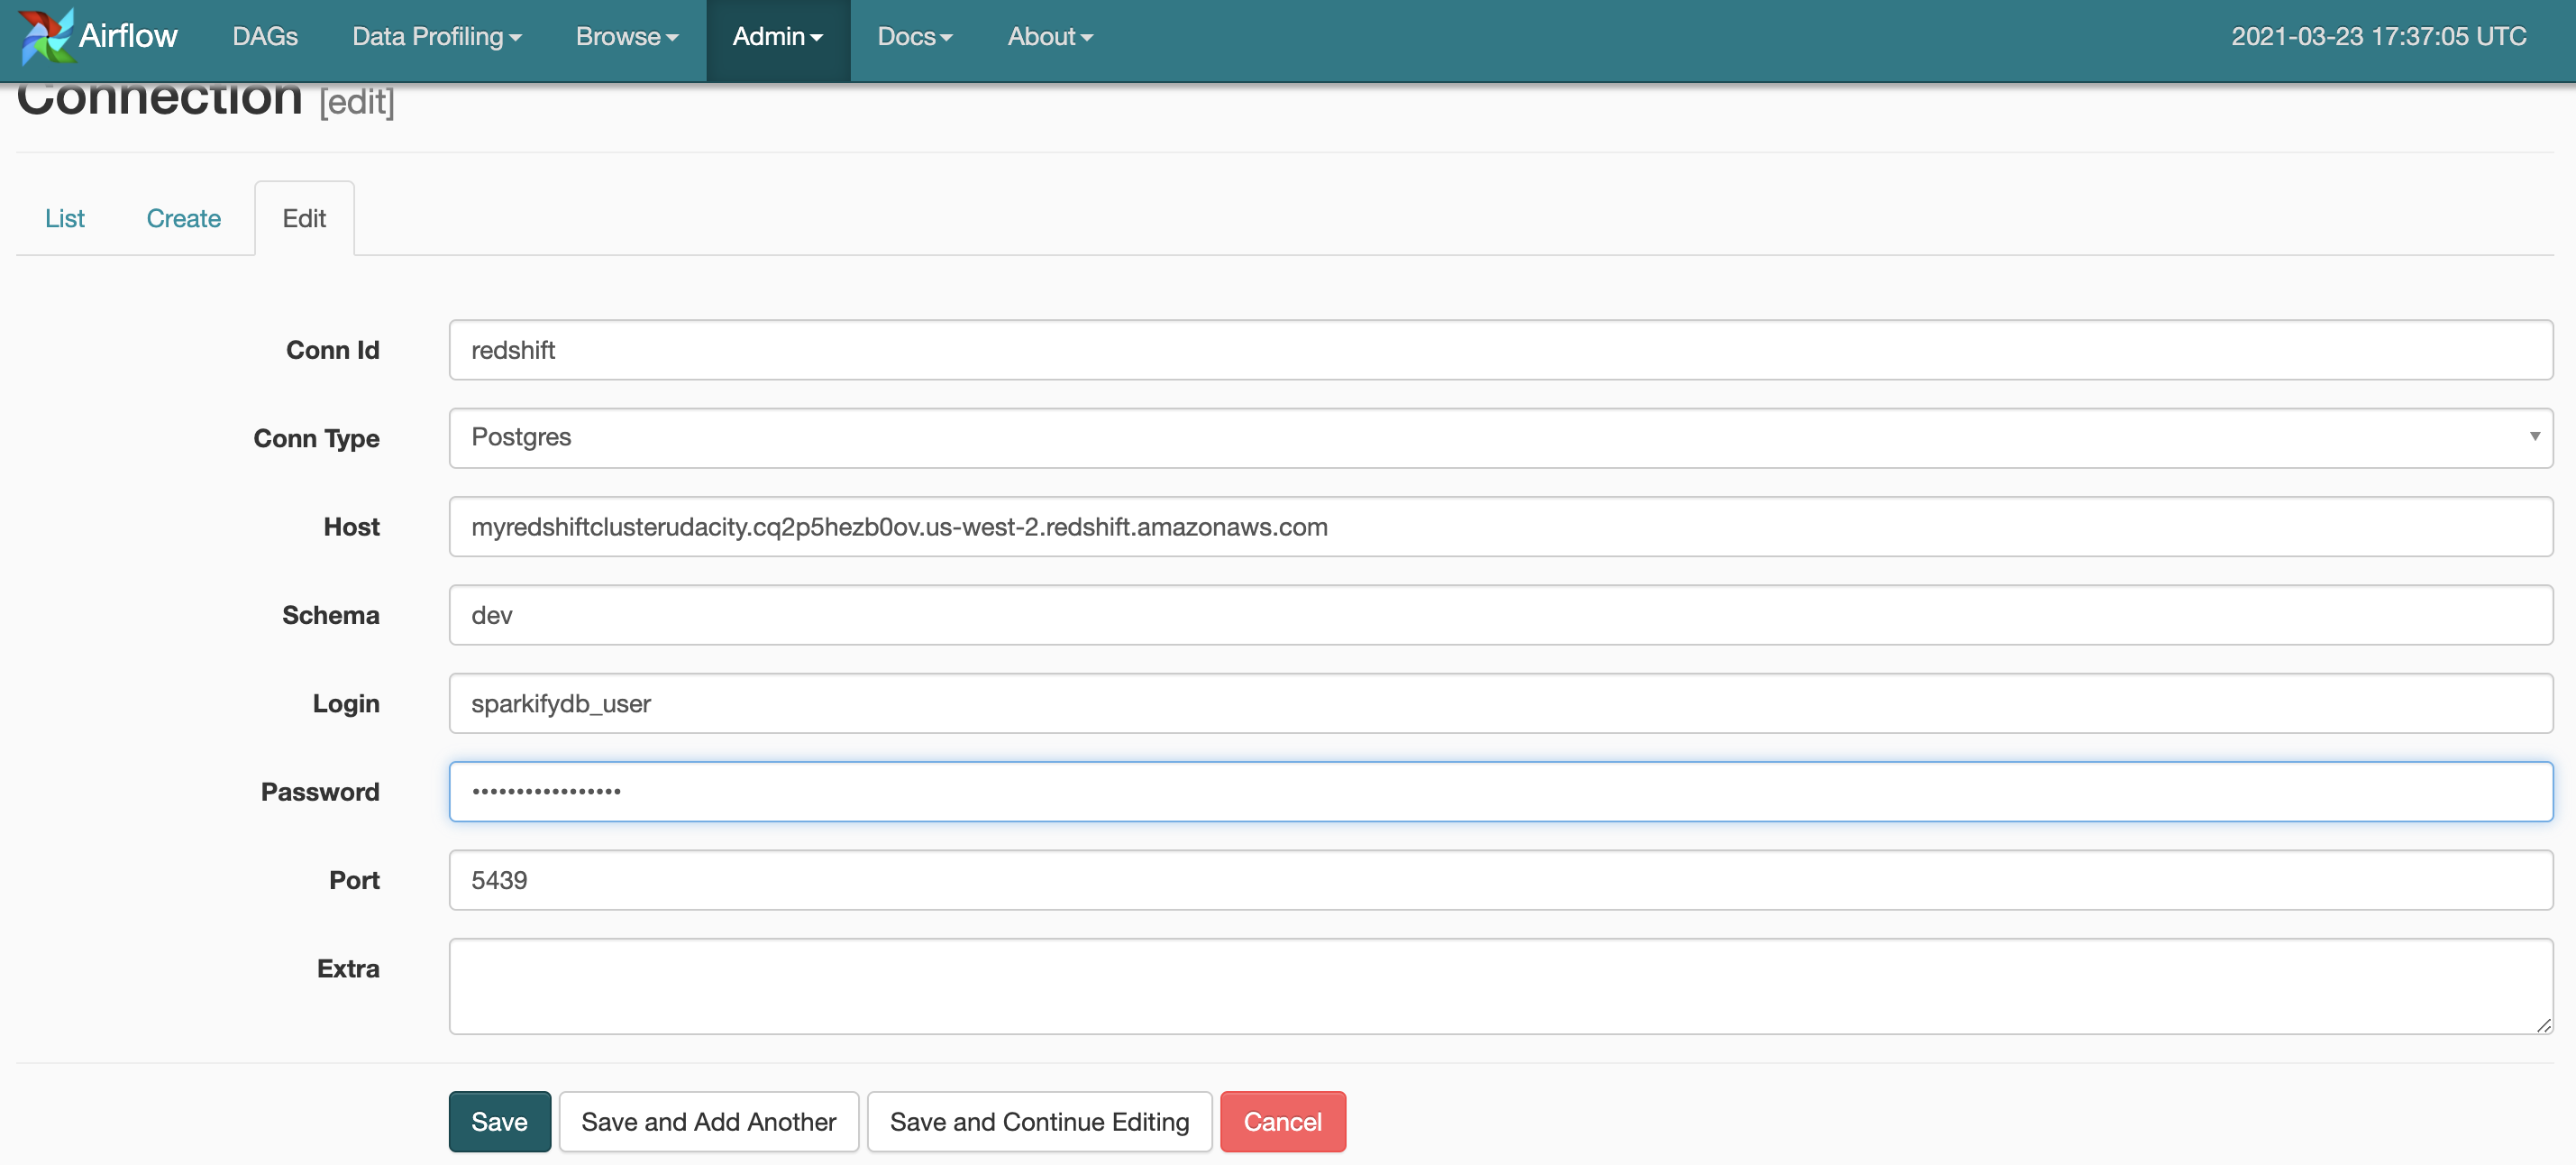 Airflow DAGs Data Profiling Browse Admin Docs About 2021-03-23 17:37:05 UTC
Connection [edit]
List Create Edit
Conn Id redshift
Conn Type Postgres
Host myredshiftclusterudacity.cq2p5hezb0ov.us-west-2.redshift.amazonaws.com
Schema dev
Login sparkifydb_user
Password •••••••••••••••••
Port 5439
Extra
Save Save and Add Another Save and Continue Editing Cancel